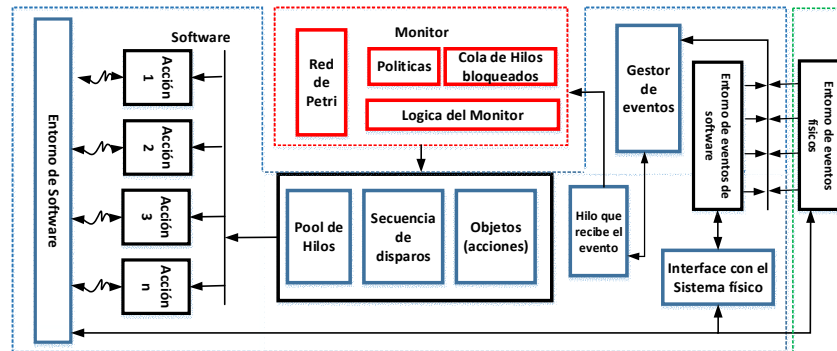 Software
Monitor
Entorno de Software
Acción
1
Acción
2
Acción
3
Acción
n
Red
de
Petri
Politicas
Cola de Hilos
bloqueados
Logica del Monitor
Pool de
Hilos
Secuencia
de
disparos
Objetos
(acciones)
Hilo que
recibe el
evento
Gestor
de
eventos
Entorno de eventos de
software
Entorno de eventos
físicos
Interface con el
Sistema físico